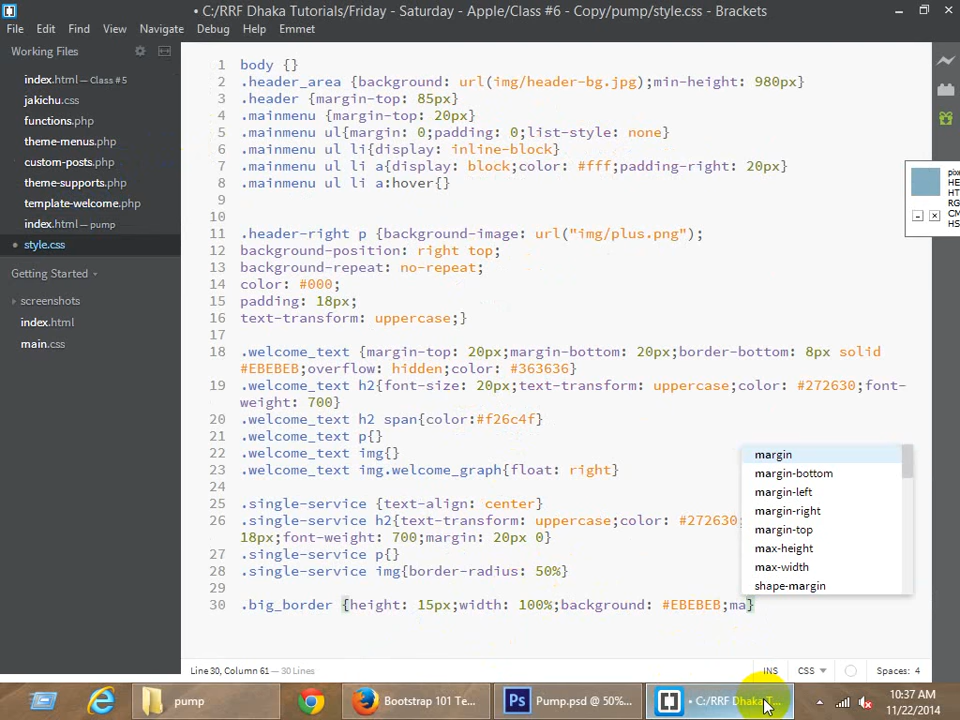 • C:/RRF Dhaka Tutorials/Friday - Saturday - Apple/Class #6 - Copy/pump/style.css - Brackets
File Edit Find View Navigate Debug Help Emmet
Working Files
index.html - Class #5
jakichu.css
functions.php
theme-menus.php
custom-posts.php
theme-supports.php
template-welcome.php
index.html - pump
• style.css
Getting Started
screenshots
index.html
main.css
1 body {}
2 .header_area {background: url(img/header-bg.jpg);min-height: 980px}
3 .header {margin-top: 85px}
4 .mainmenu {margin-top: 20px}
5 .mainmenu ul{margin: 0;padding: 0;list-style: none}
6 .mainmenu ul li{display: inline-block}
7 .mainmenu ul li a{display: block;color: #fff;padding-right: 20px}
8 .mainmenu ul li a:hover{}
9
10
11 .header-right p {background-image: url("img/plus.png");
12 background-position: right top;
13 background-repeat: no-repeat;
14 color: #000;
15 padding: 18px;
16 text-transform: uppercase;}
17
18 .welcome_text {margin-top: 20px;margin-bottom: 20px;border-bottom: 8px solid
#EBEBEB;overflow: hidden;color: #363636}
19 .welcome_text h2{font-size: 20px;text-transform: uppercase;color: #272630;font-
weight: 700}
20 .welcome_text h2 span{color:#f26c4f}
21 .welcome_text p{}
22 .welcome_text img{}
23 .welcome_text img.welcome_graph{float: right}
24
25 .single-service {text-align: center}
26 .single-service h2{text-transform: uppercase;color: #272630
18px;font-weight: 700;margin: 20px 0}
27 .single-service p{}
28 .single-service img{border-radius: 50%}
29
30 .big_border {height: 15px;width: 100%;background: #EBEBEB;ma}
margin
margin-bottom
margin-left
margin-right
margin-top
max-height
max-width
shape-margin
pix
HE
HT
RG
CM
HS
Line 30, Column 61 — 30 Lines
INS CSS Spaces: 4
pump
Bootstrap 101 Te...
Ps Pump.psd @ 50%...
• C:/RRF Dhaka T...
10:37 AM
11/22/2014